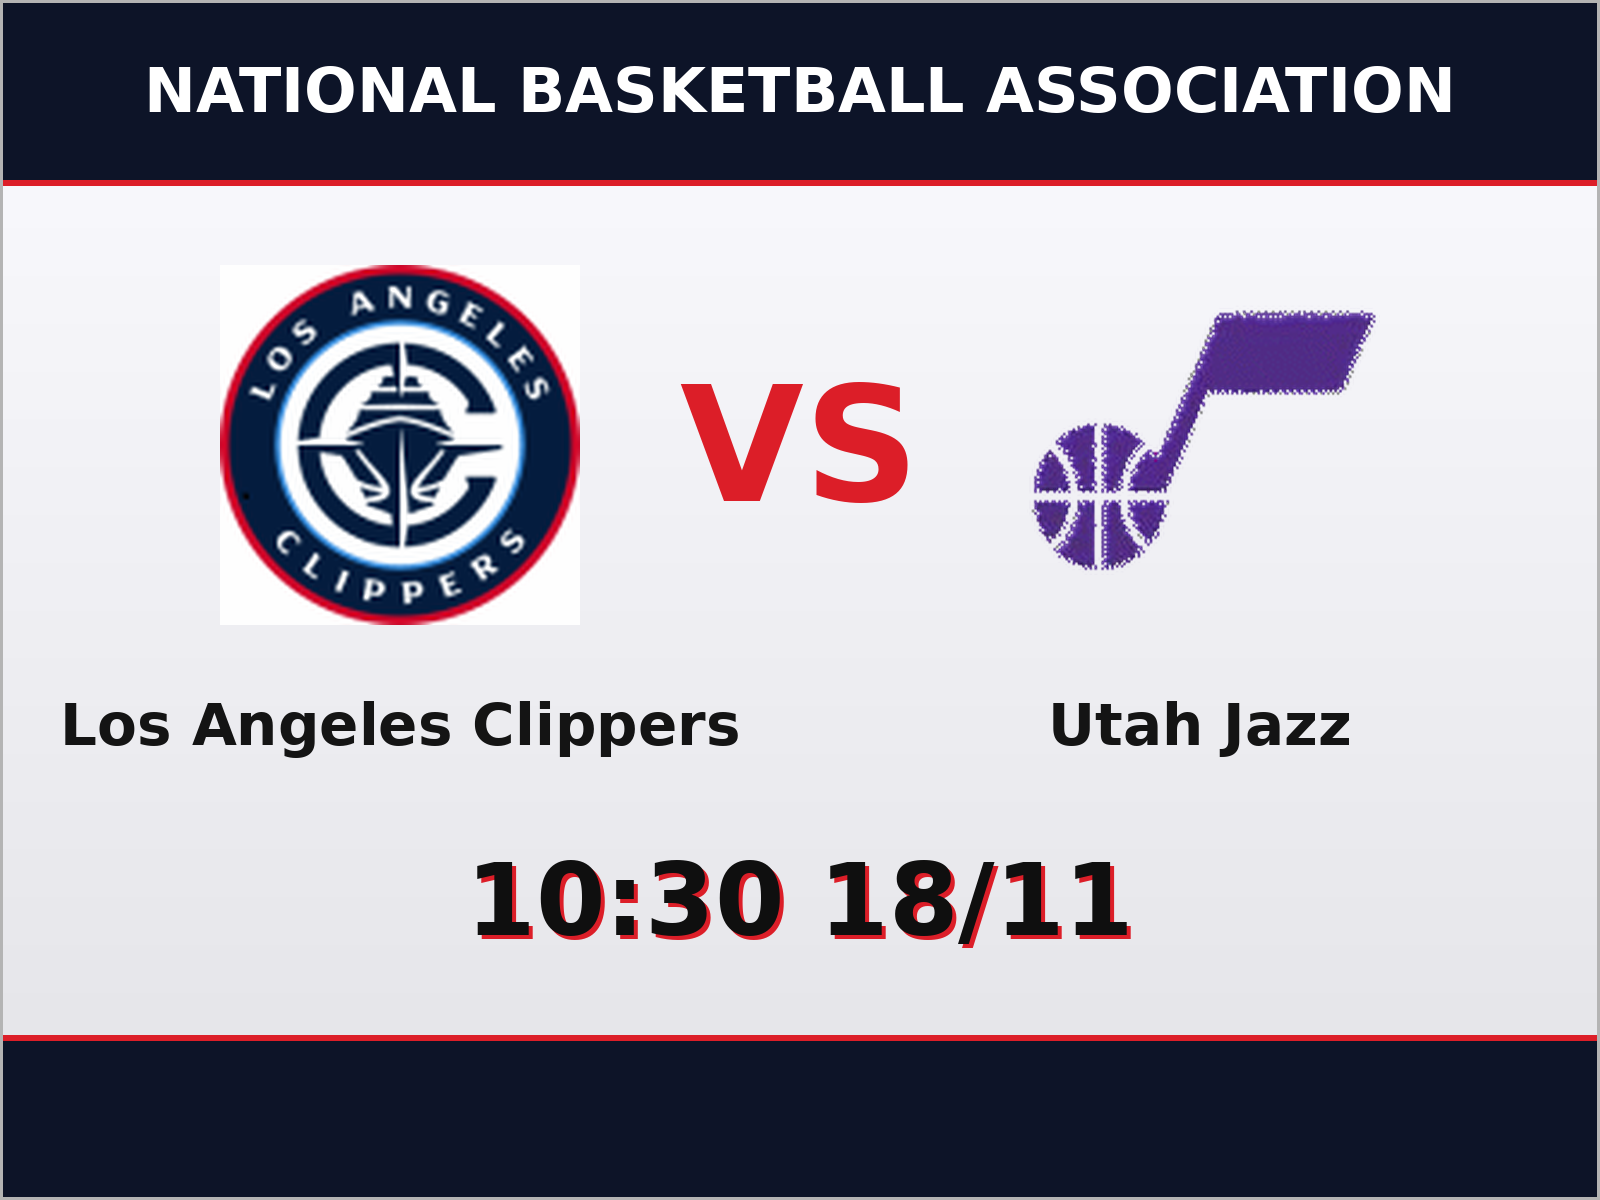 NATIONAL BASKETBALL ASSOCIATION
LOS ANGELES
CLIPPERS
VS
Los Angeles Clippers
Utah Jazz
10:30 18/11